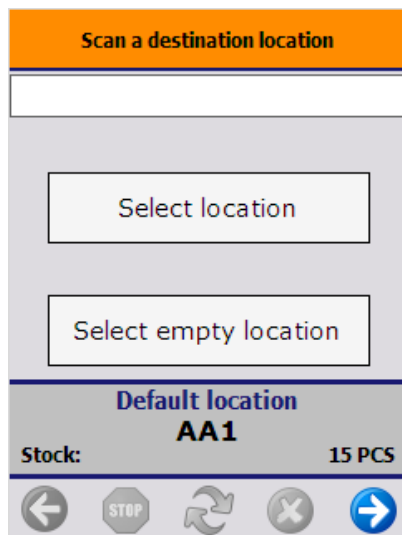 Scan a destination location
Select location
Select empty location
Default location
AA1
Stock: 15 PCS
STOP